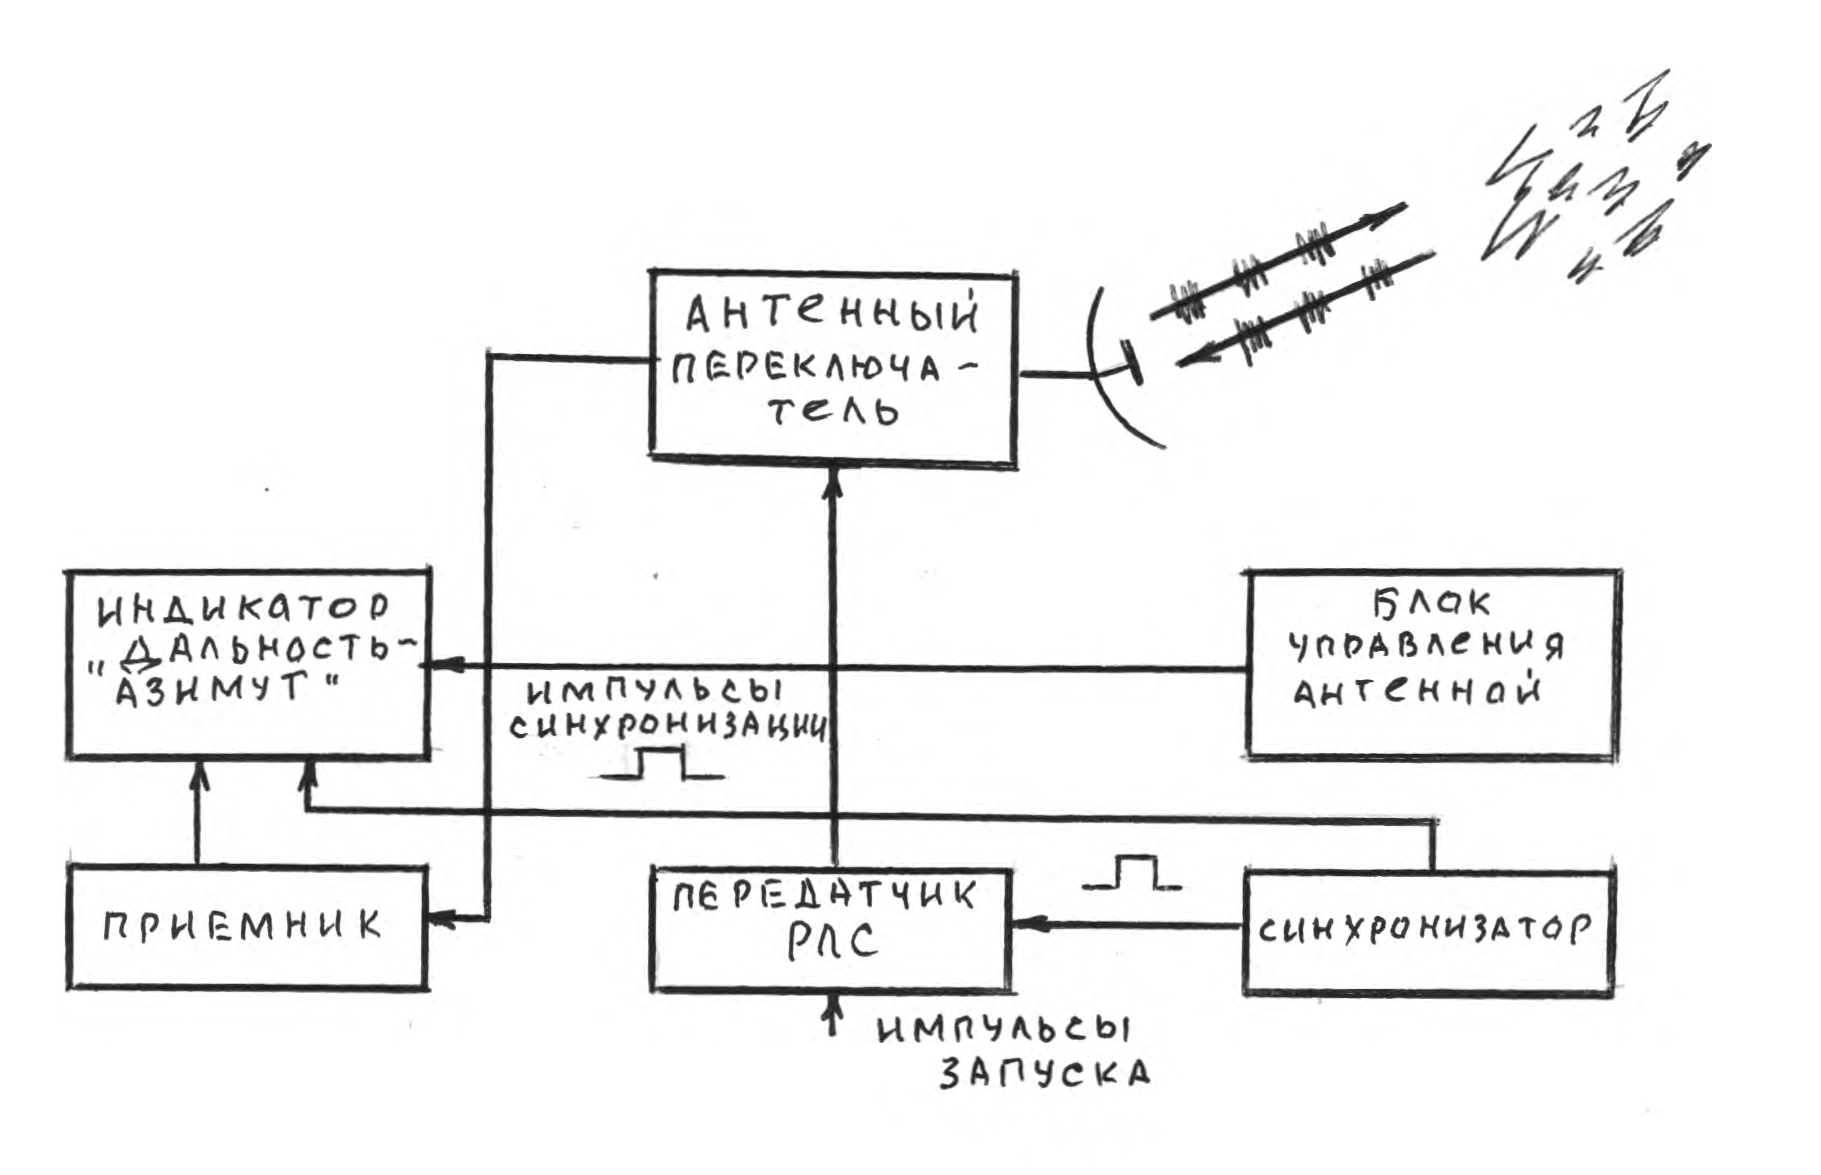 АНТЕННЫЙ
ПЕРЕКЛЮЧА-
ТЕЛЬ
ИНДИКАТОР
"ДАЛЬНОСТЬ-
АЗИМУТ"
БЛОК
УПРАВЛЕНИЯ
АНТЕННОЙ
ИМПУЛЬСЫ
СИНХРОНИЗАЦИИ
ПРИЕМНИК
ПЕРЕДАТЧИК
РЛС
СИНХРОНИЗАТОР
ИМПУЛЬСЫ
ЗАПУСКА